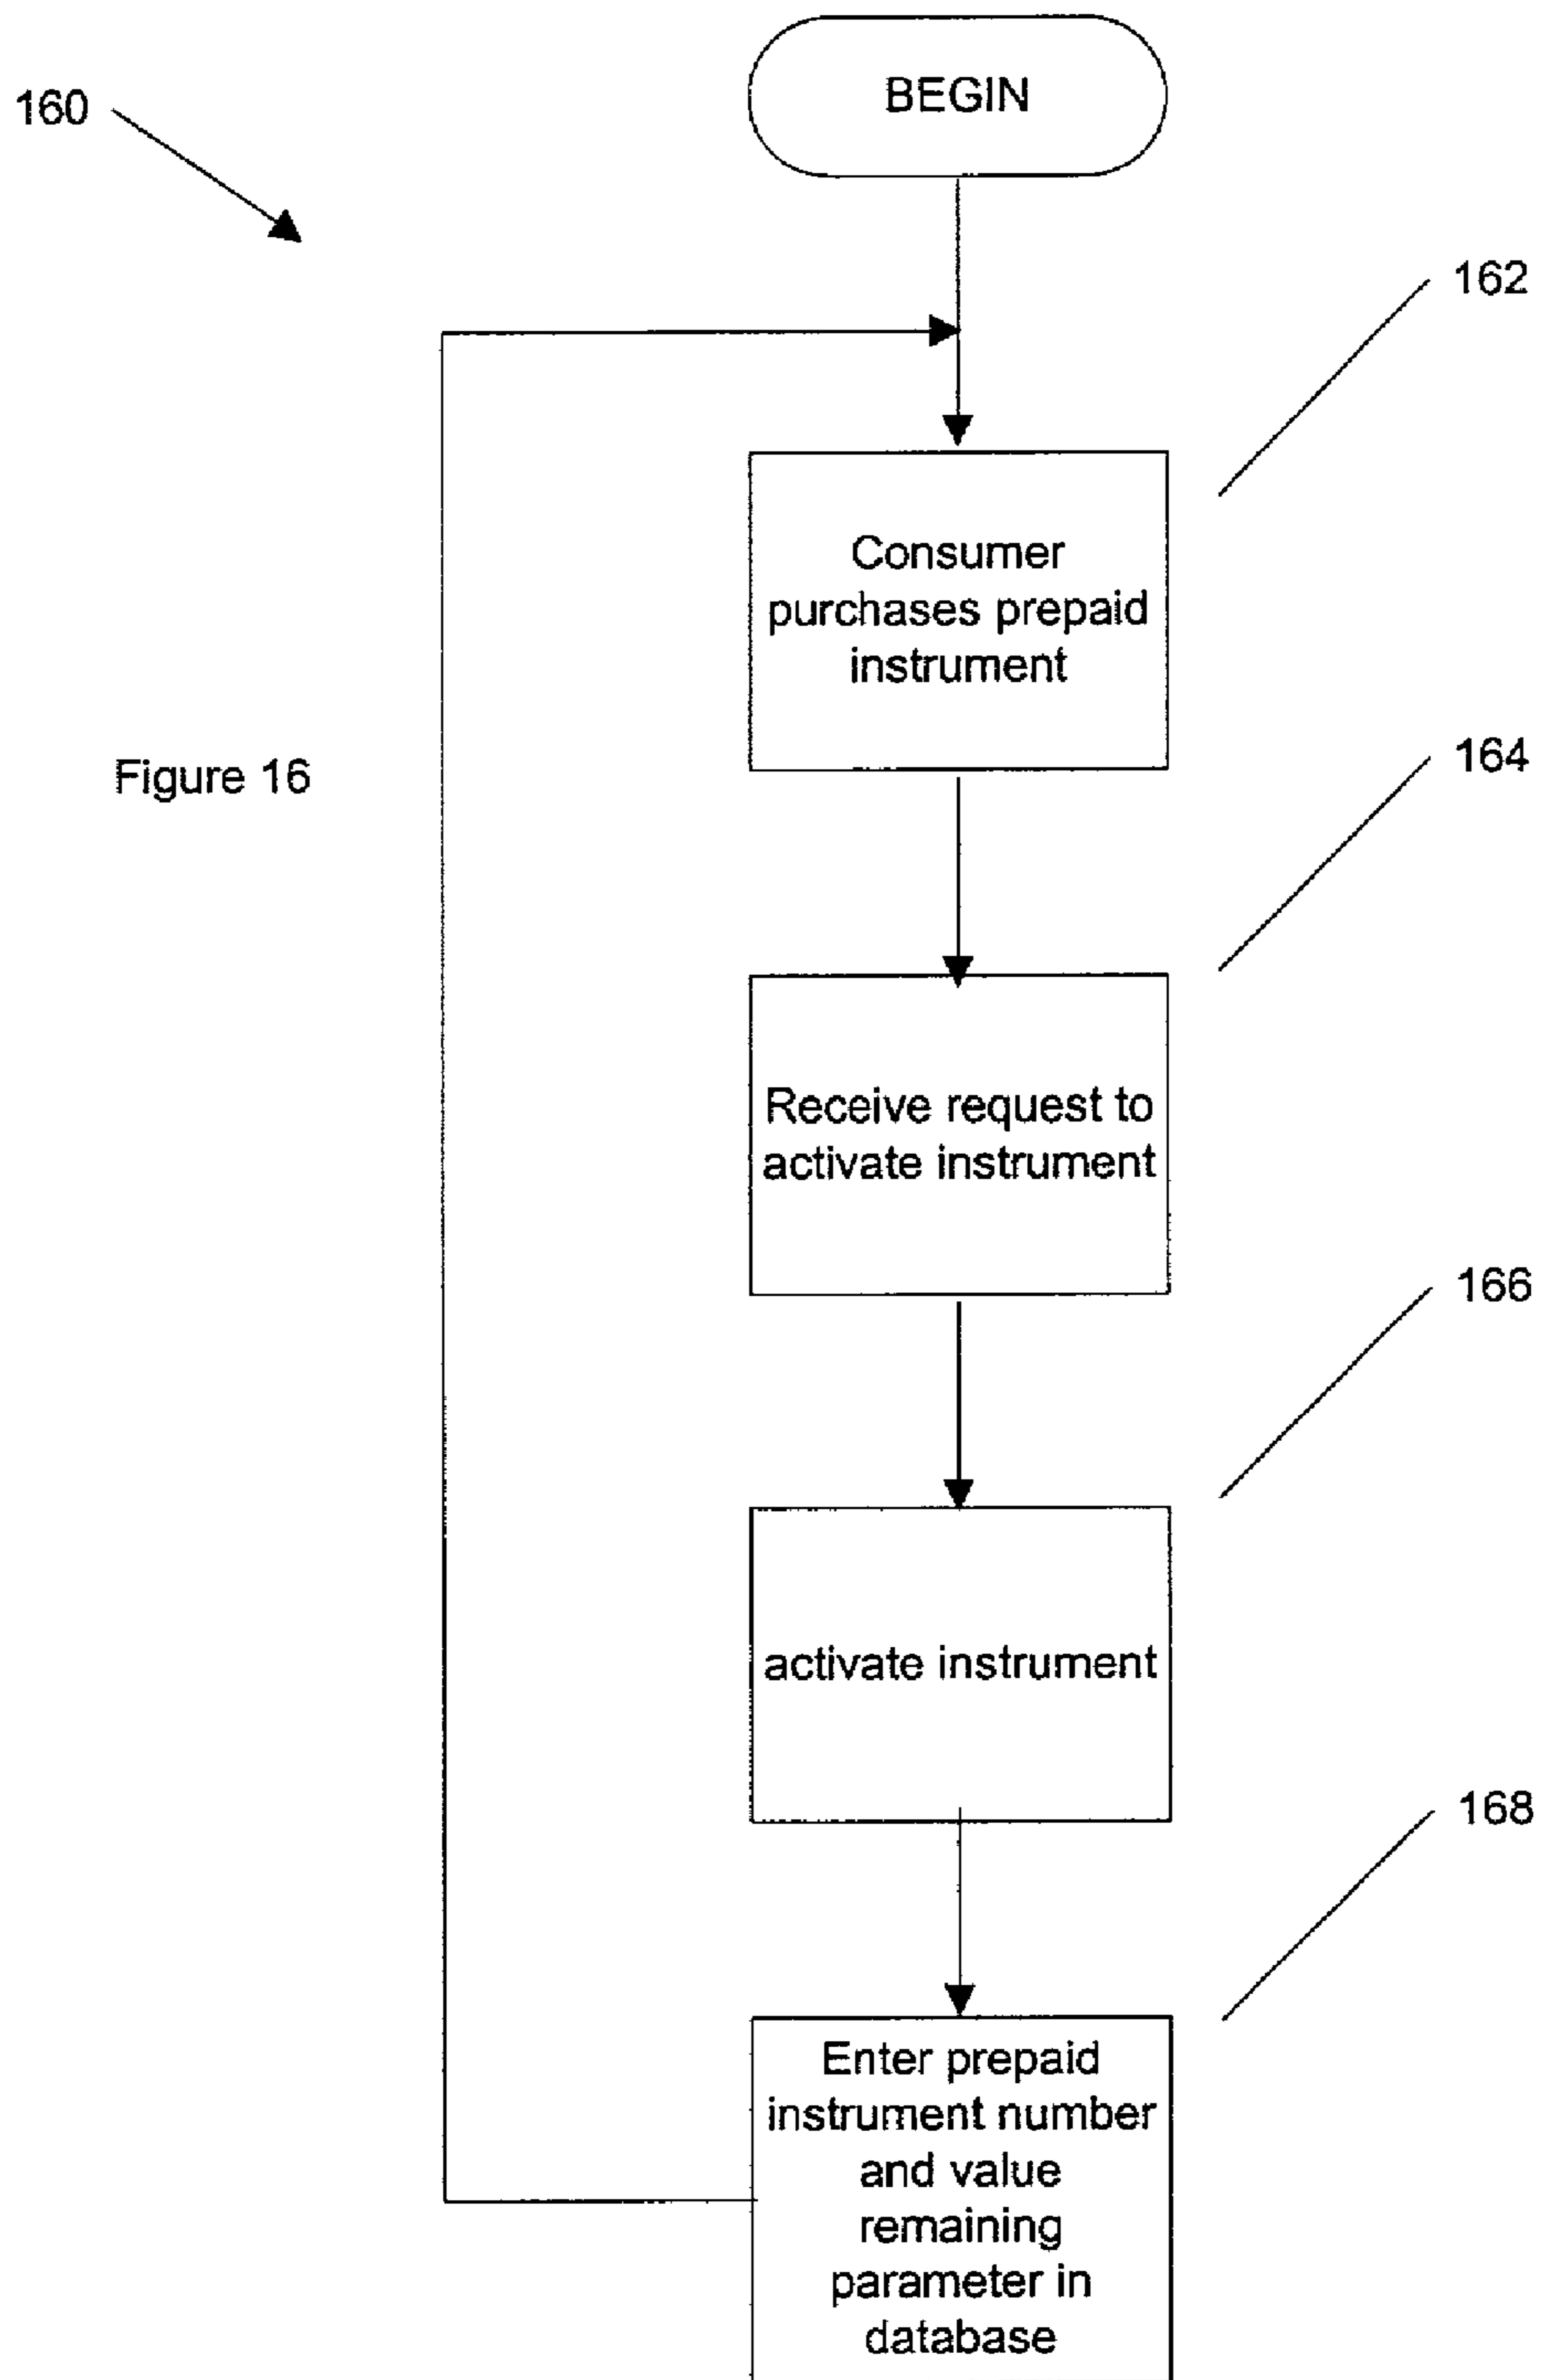 BEGIN
160
162
Consumer
purchases prepaid
instrument
Figure 16
164
Receive request to
activate instrument
166
activate instrument
168
Enter prepaid
instrument number
and value
remaining
parameter in
database